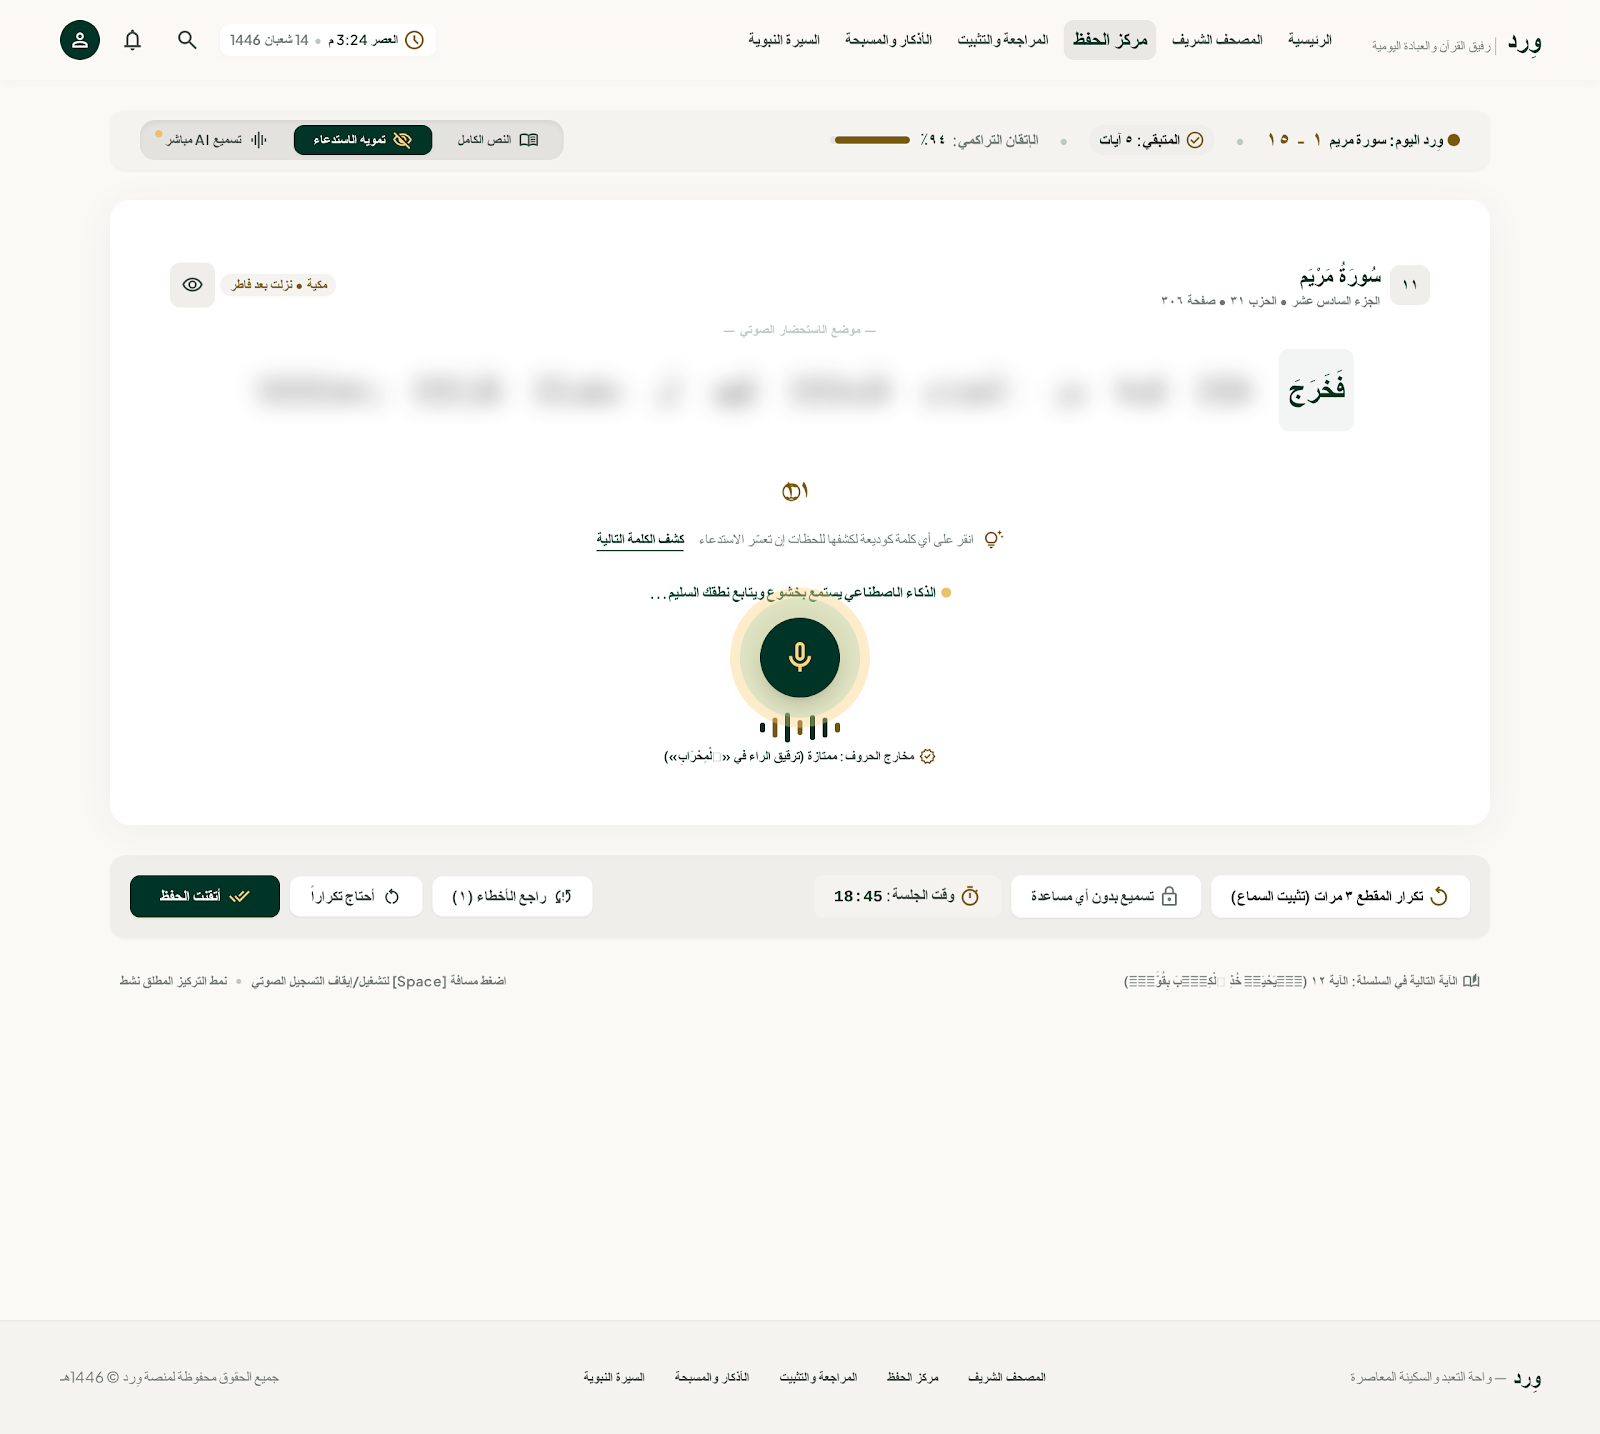 وِرد | رفيق القرآن والعبادة اليومية
الرئيسية المصحف الشريف مركز الحفظ المراجعة والتثبيت الأذكار والمسبحة السيرة النبوية
العصر 3:24 م • 14 شعبان 1446
وِرد اليوم: سورة مريم ١ - ١٥ • المتبقي: ٥ آيات • الإتقان التراكمي: ٩٤٪
النص الكامل تمويه الاستدعاء تسميع AI مباشر
١١ سُورَةُ مَرْيَم
الجزء السادس عشر • الحزب ٣١ • صفحة ٣٠٦
مكية • نزلت بعد فاطر
— موضع الاستحضار الصوتي —
فَخَرَجَ
انقر على أي كلمة كوديعة لكشفها للحظات إن تعسّر الاستدعاء كشف الكلمة التالية
الذكاء الاصطناعي يستمع بخشوع ويتابع نطقك السليم...
مخارج الحروف: ممتازة (ترقيق الراء في «لْمِحْرَابِ»)
تكرار المقطع ٣ مرات (تثبيت السماع) تسميع بدون أي مساعدة وقت الجلسة: 18:45 راجع الأخطاء (١) أحتاج تكراراً أتقنت الحفظ
الآية التالية في السلسلة: الآية ١٢ خُذِ
اضغط مسافة [Space] لتشغيل/إيقاف التسجيل الصوتي • نمط التركيز المطلق نشط
وِرد — واحة التعبد والسكينة المعاصرة
المصحف الشريف مركز الحفظ المراجعة والتثبيت الأذكار والمسبحة السيرة النبوية
جميع الحقوق محفوظة لمنصة وِرد © 1446هـ